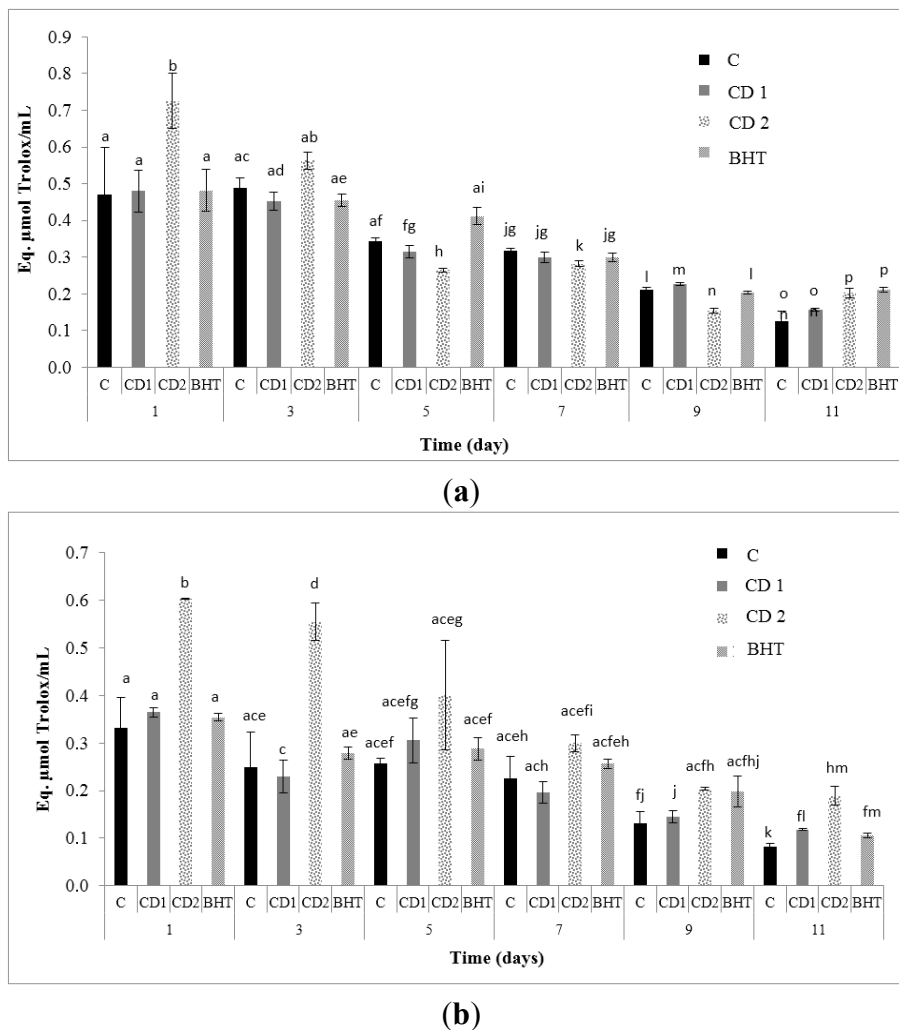 0.9
0.8
0.7
0.6
0.5
0.4
0.3
0.2
0.1
0.0
Eq. µmol Trolox/mL
a a b a ac ad ab ae af fg h ai jg jg k jg l m n l o n o n p p
C
CD 1
CD 2
BHT
C CD1 CD2 BHT C CD1 CD2 BHT C CD1 CD2 BHT C CD1 CD2 BHT C CD1 CD2 BHT C CD1 CD2 BHT
1 3 5 7 9 11
Time (day)
(a)
0.7
0.6
0.5
0.4
0.3
0.2
0.1
0.0
Eq. µmol Trolox/mL
a a b a ace c d ae acef acefg aceg acef aceh ach acefi acfeh fj j acfh acfhj k fl hm fm
C
CD 1
CD 2
BHT
C CD1 CD2 BHT C CD1 CD2 BHT C CD1 CD2 BHT C CD1 CD2 BHT C CD1 CD2 BHT C CD1 CD2 BHT
1 3 5 7 9 11
Time (days)
(b)